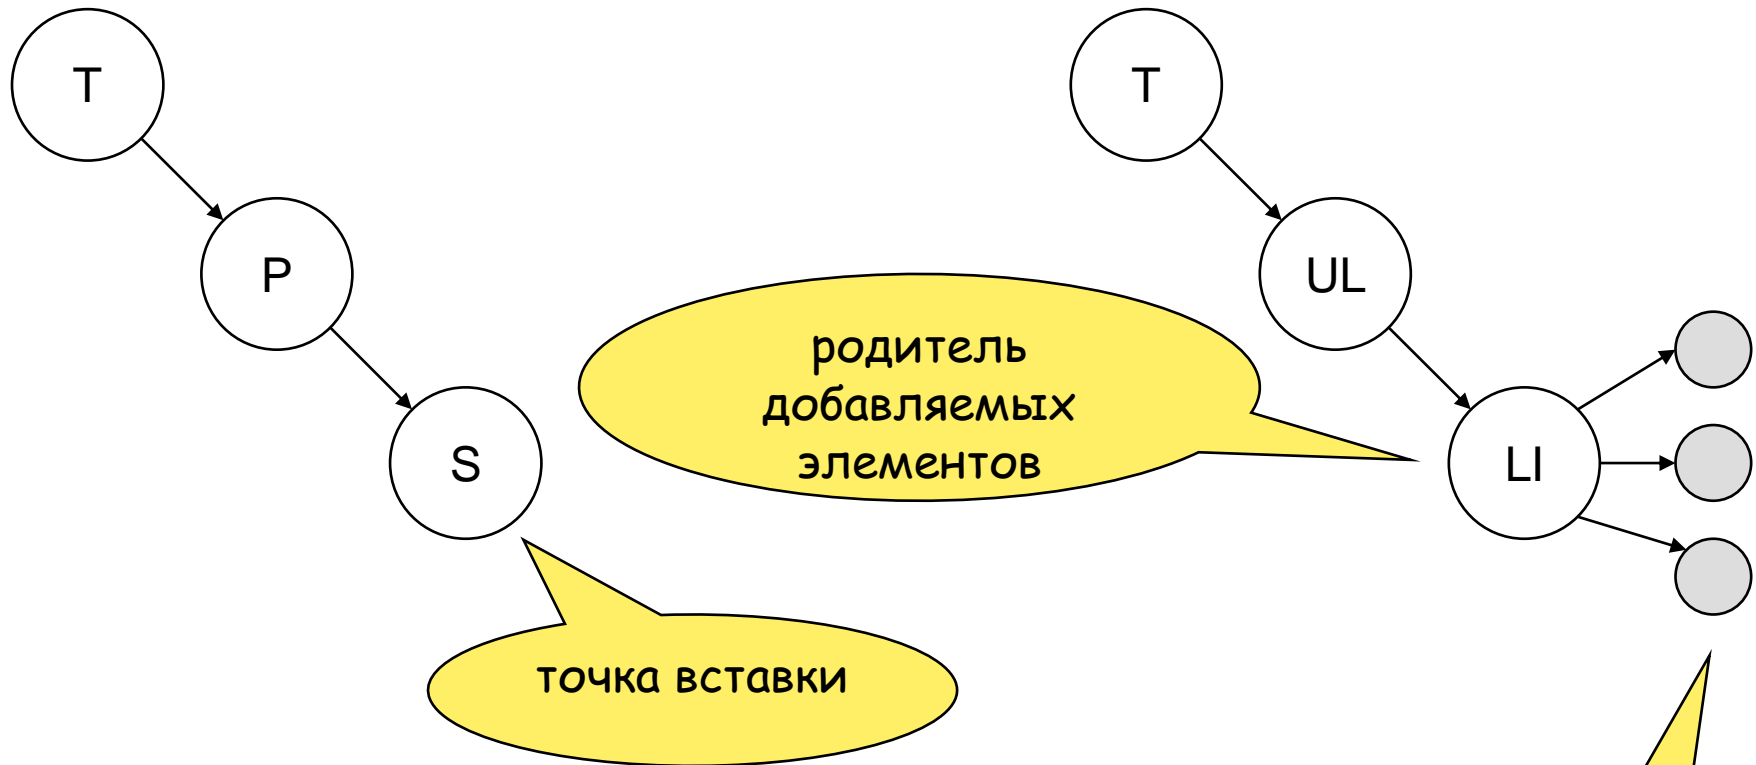 T
P
S
точка вставки
T
UL
родитель
добавляемых
элементов
LI